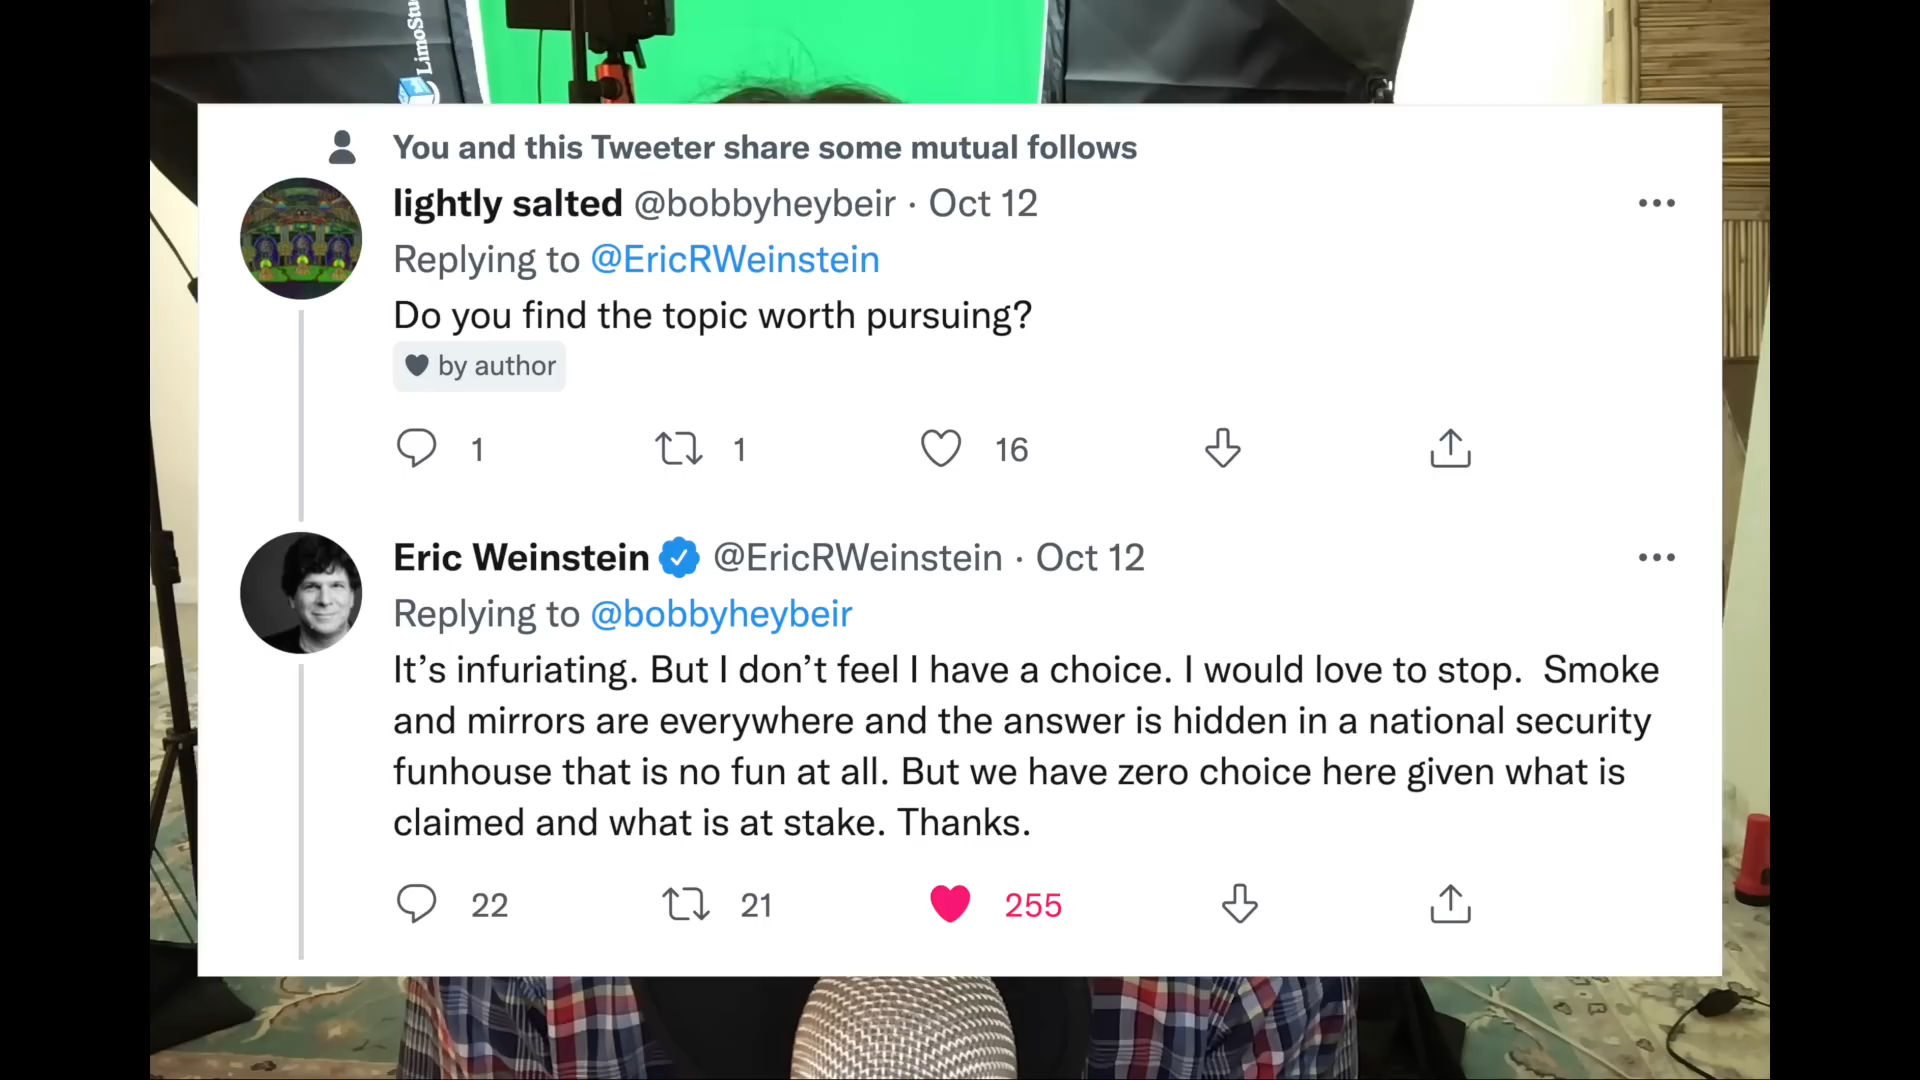 LimoStu
You and this Tweeter share some mutual follows
lightly salted @bobbyheybeir · Oct 12
Replying to @EricRWeinstein
Do you find the topic worth pursuing?
by author
1 1 16
Eric Weinstein @EricRWeinstein · Oct 12
Replying to @bobbyheybeir
It’s infuriating. But I don’t feel I have a choice. I would love to stop.  Smoke
and mirrors are everywhere and the answer is hidden in a national security
funhouse that is no fun at all. But we have zero choice here given what is
claimed and what is at stake. Thanks.
22 21 255